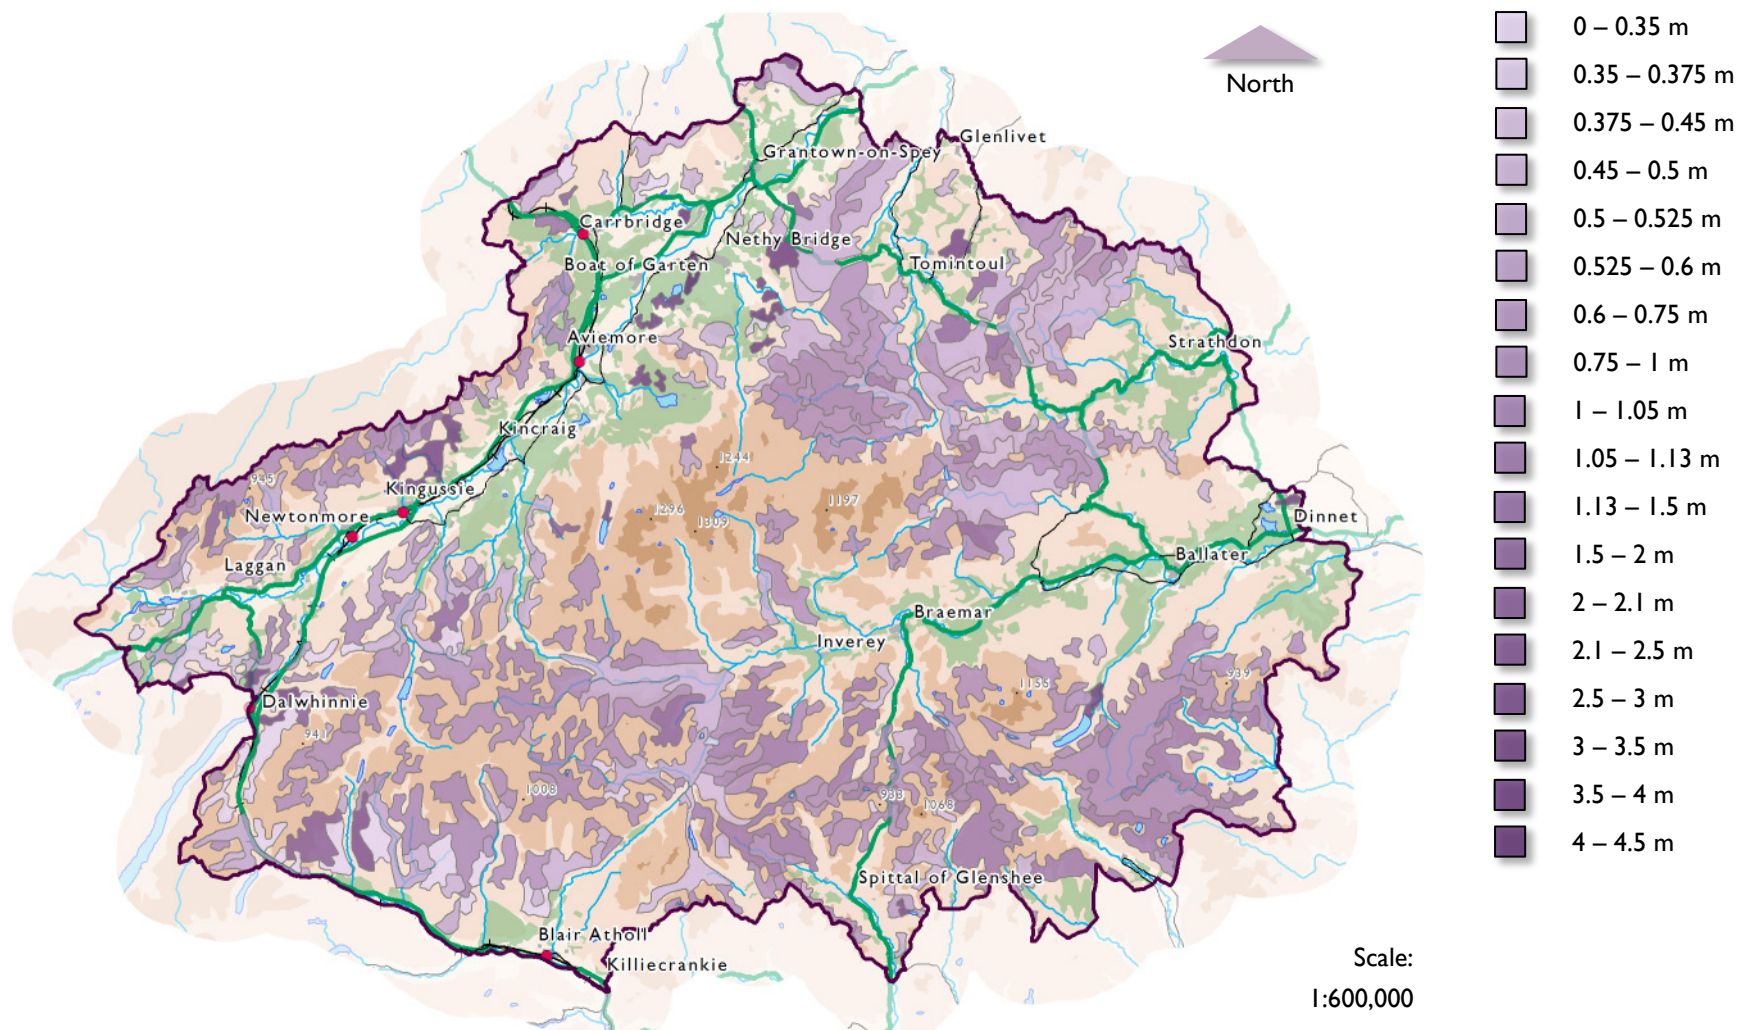 0 – 0.35 m
0.35 – 0.375 m
0.375 – 0.45 m
0.45 – 0.5 m
0.5 – 0.525 m
0.525 – 0.6 m
0.6 – 0.75 m
0.75 – 1 m
1 – 1.05 m
1.05 – 1.13 m
1.13 – 1.5 m
1.5 – 2 m
2 – 2.1 m
2.1 – 2.5 m
2.5 – 3 m
3 – 3.5 m
3.5 – 4 m
4 – 4.5 m
North
Glenlivet
Grantown-on-Spey
Carrbridge
Nethy Bridge
Boat of Garten
Tomintoul
Aviemore
Strathdon
Kincraig
1244
945
Kingussie
1197
1296
1309
Newtonmore
Dinnet
Ballater
Laggan
Braemar
Inverey
939
1155
Dalwhinnie
941
1008
933
1068
Spittal of Glenshee
Blair Atholl
Killiecrankie
Scale:
1:600,000